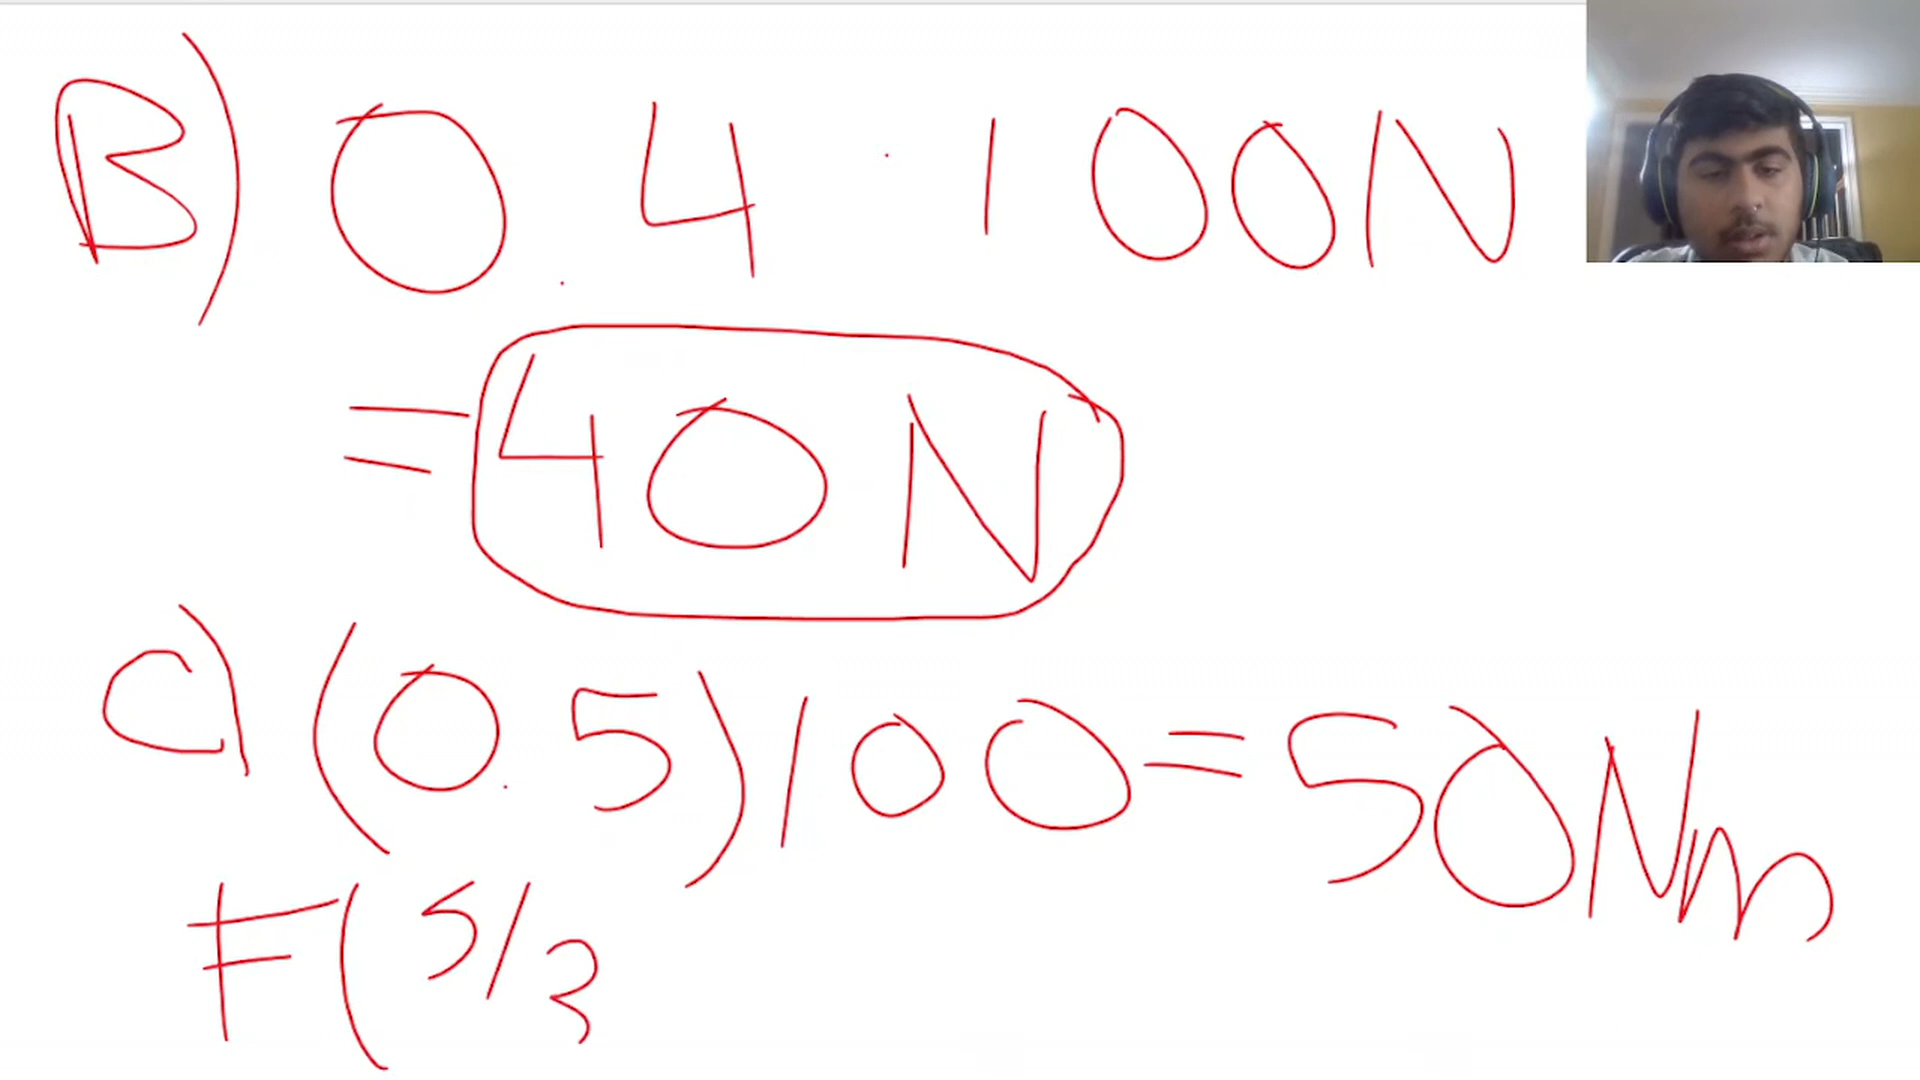 B) 0.4 · 100N
= 40N
C) (0.5)100 = 50Nm
F(5/3